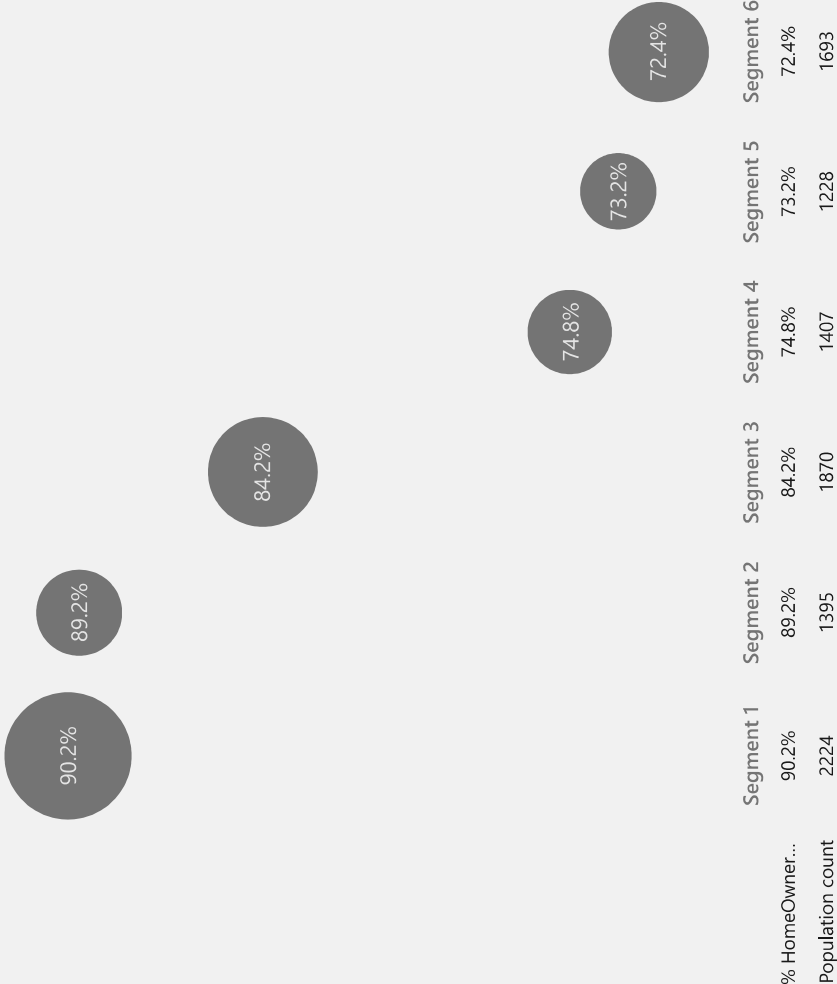 90.2%
89.2%
84.2%
74.8%
73.2%
72.4%
Segment 1 Segment 2 Segment 3 Segment 4 Segment 5 Segment 6
% HomeOwner... 90.2% 89.2% 84.2% 74.8% 73.2% 72.4%
Population count 2224 1395 1870 1407 1228 1693